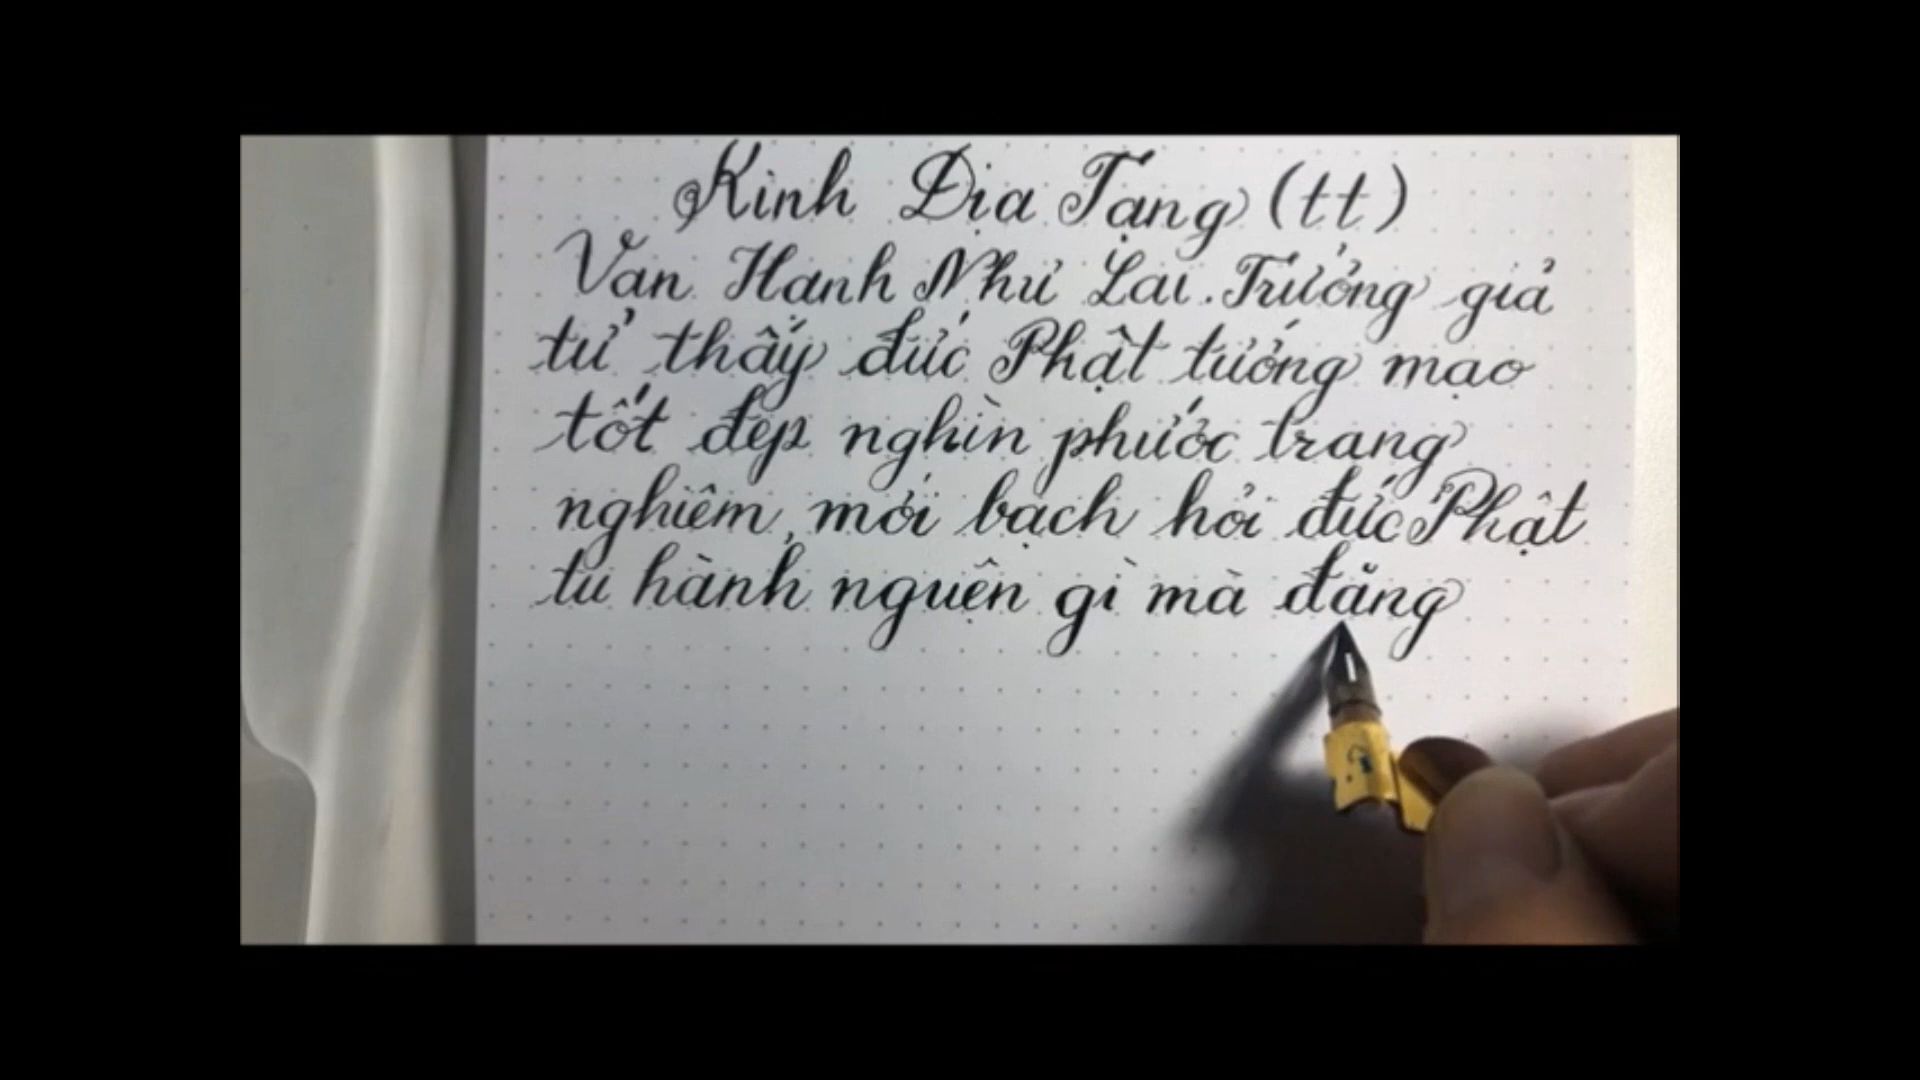 Kinh Địa Tạng (tt)
Vạn Hạnh Như Lai. Trưởng giả
tử thấy đức Phật tướng mạo
tốt đẹp nghìn phước trang
nghiêm, mới bạch hỏi đức Phật
tu hành nguện gì mà đặng